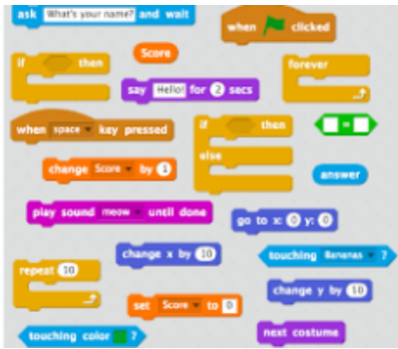 ask What's your name? and wait
when clicked
if then
Score
forever
say Hello! for 2 secs
when space key pressed
if then
=
else
change Score by 1
answer
play sound meow until done
go to x: 0 y: 0
change x by 10
touching Bananas ?
repeat 10
change y by 10
set Score to 0
touching color ?
next costume